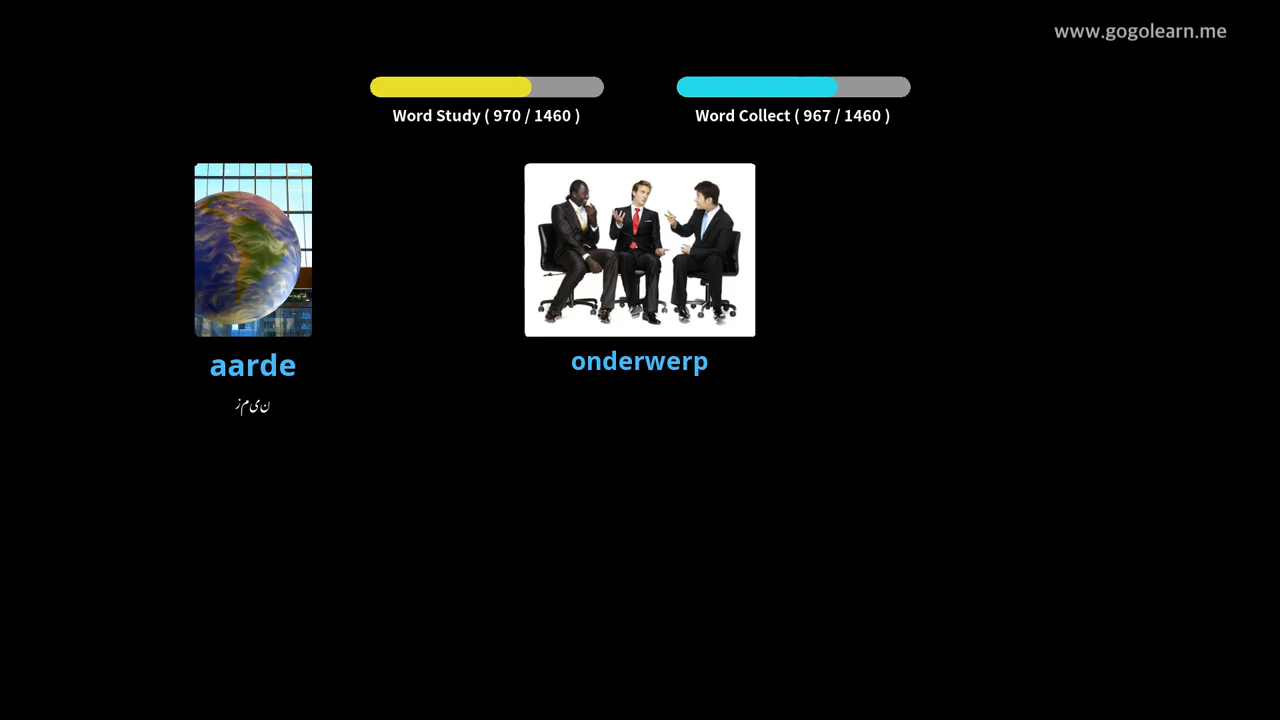 www.gogolearn.me
Word Study ( 970 / 1460 )
Word Collect ( 967 / 1460 )
aarde
زمین
onderwerp